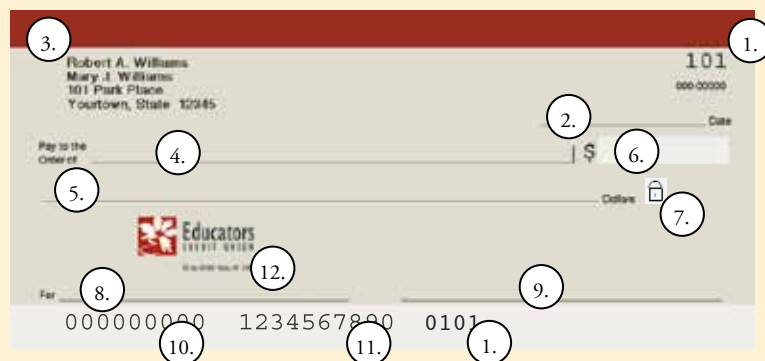 3.
1.
Robert A. Williams
Mary J. Williams
101 Park Place
Yourtown, State 12345
101
000-00000
2. Date
Pay to the
Order of 4. $ 6.
5. Dollars 7.
Educators
CREDIT UNION
12.
For 8. 9.
000000000 1234567890 0101
10. 11. 1.